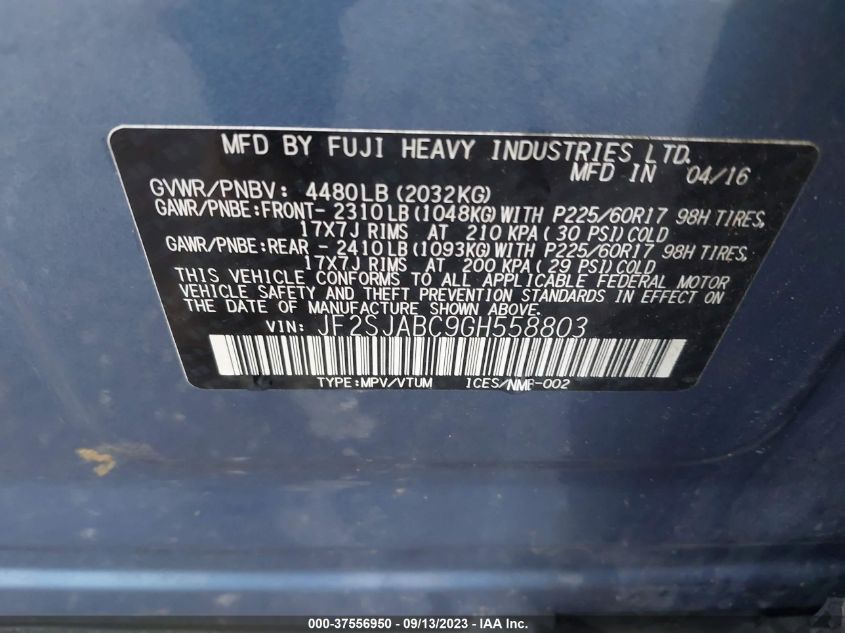 MFD BY FUJI HEAVY INDUSTRIES LTD.
MFD IN 04/16
GVWR/PNBV: 4480LB(2032KG)
GAWR/PNBE:FRONT- 2310LB(1048KG)WITH P225/60R17 98H TIRES,
17X7J RIMS AT 210 KPA(30 PSI)COLD
GAWR/PNBE:REAR - 2410LB(1093KG)WITH P225/60R17 98H TIRES,
17X7J RIMS AT 200 KPA(29 PSI)COLD
THIS VEHICLE CONFORMS TO ALL APPLICABLE FEDERAL MOTOR
VEHICLE SAFETY AND THEFT PREVENTION STANDARDS IN EFFECT ON
THE DATE OF MANUFACTURE SHOWN ABOVE.
VIN: JF2SJABC9GH558803
TYPE:MPV/VTUM ICES/NMB-002
000-37556950 - 09/13/2023 - IAA Inc.